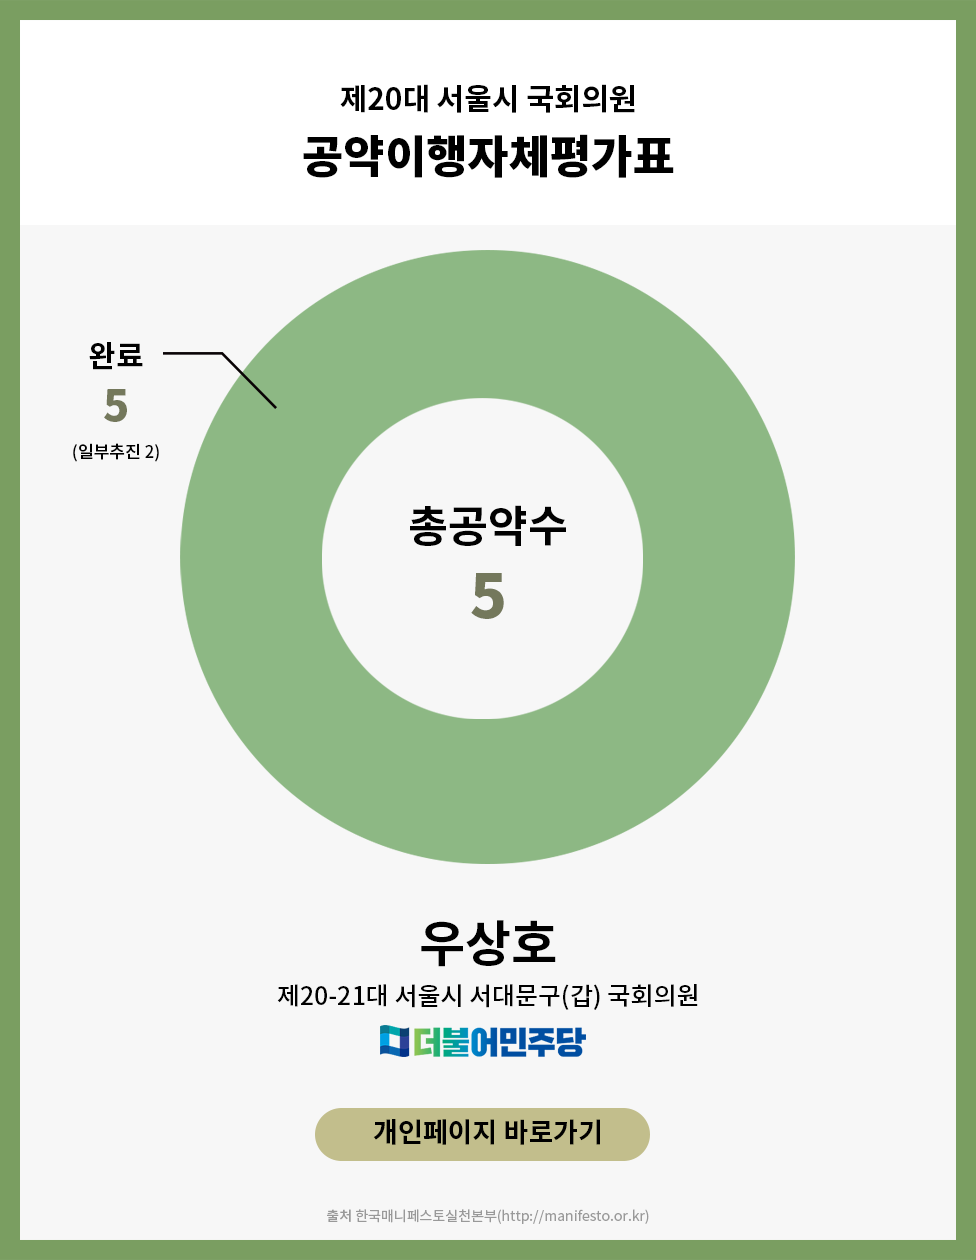 제20대 서울시 국회의원
공약이행자체평가표
완료
5
(일부추진 2)
총공약수
5
우상호
제20-21대 서울시 서대문구(갑) 국회의원
더불어민주당
개인페이지 바로가기
출처 한국매니페스토실천본부(http://manifesto.or.kr)